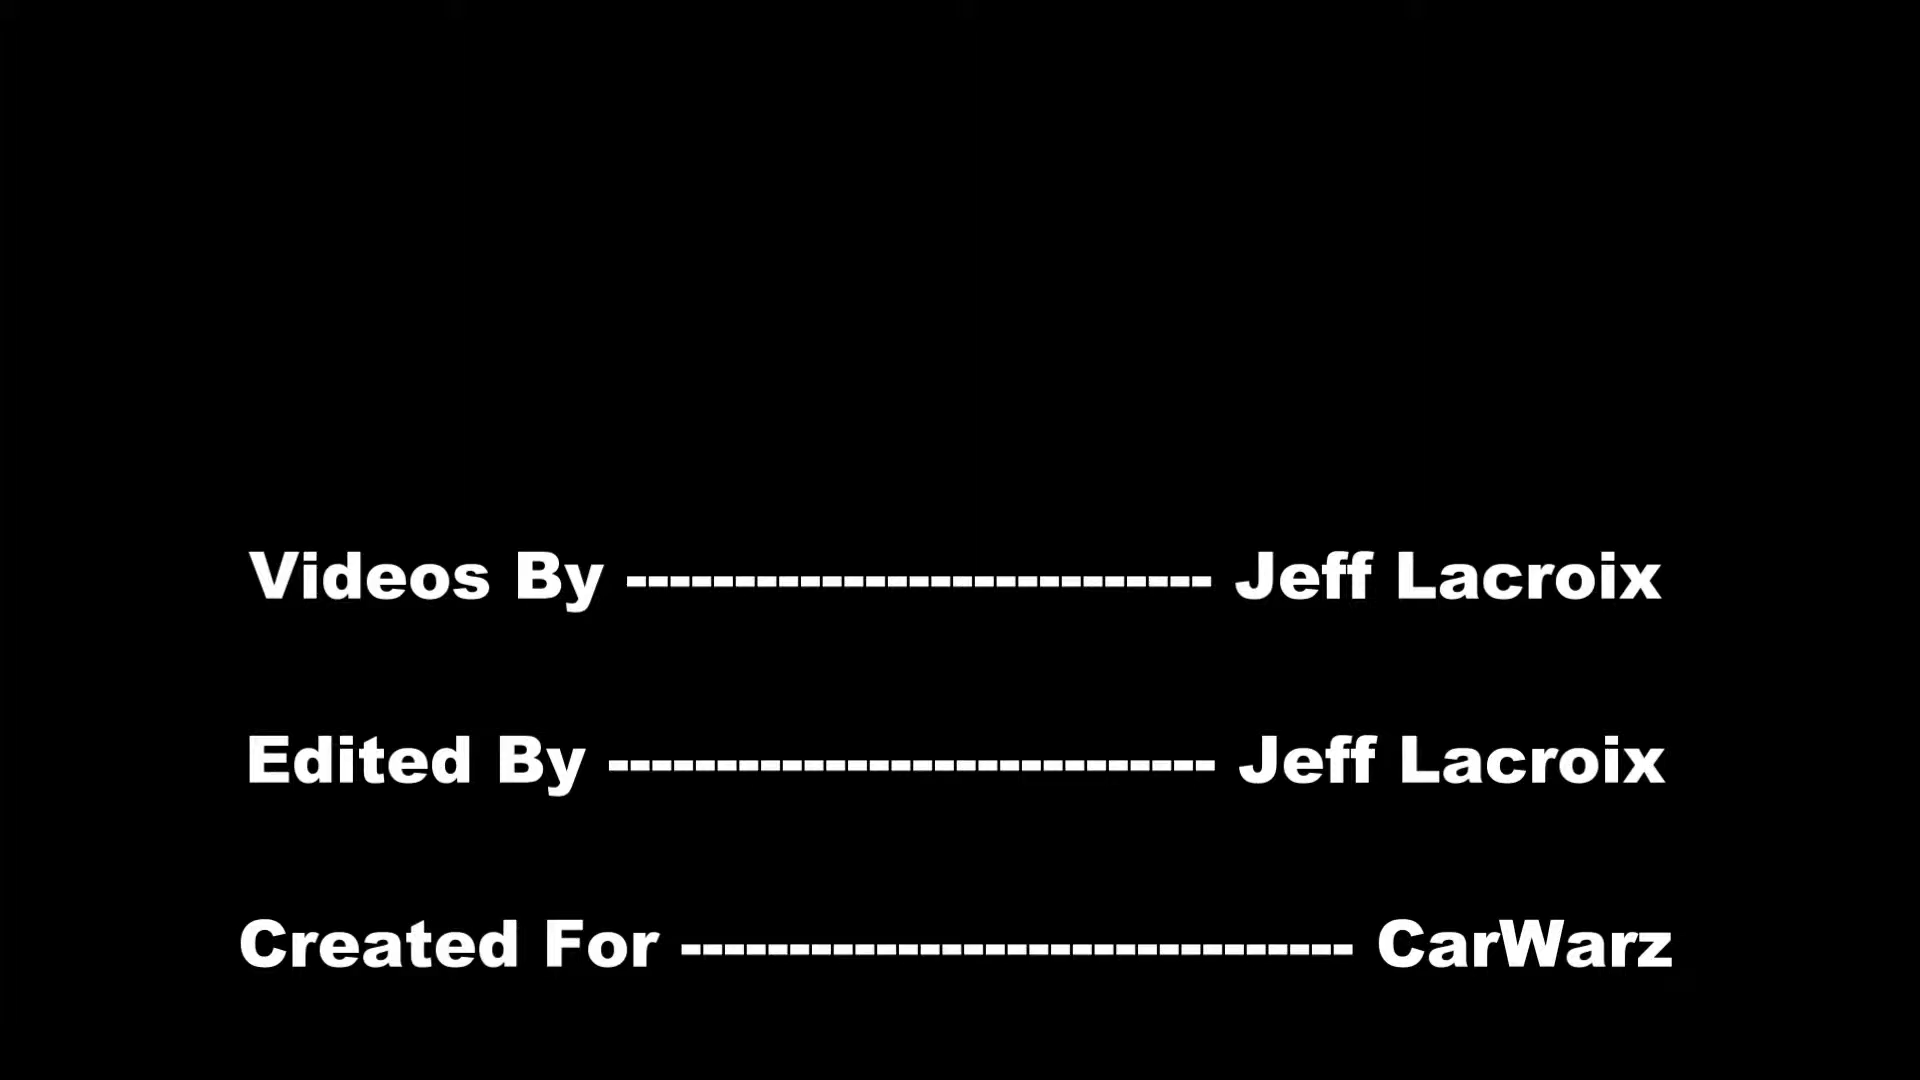 Videos By --------------------------- Jeff Lacroix
Edited By ---------------------------- Jeff Lacroix
Created For ------------------------------- CarWarz